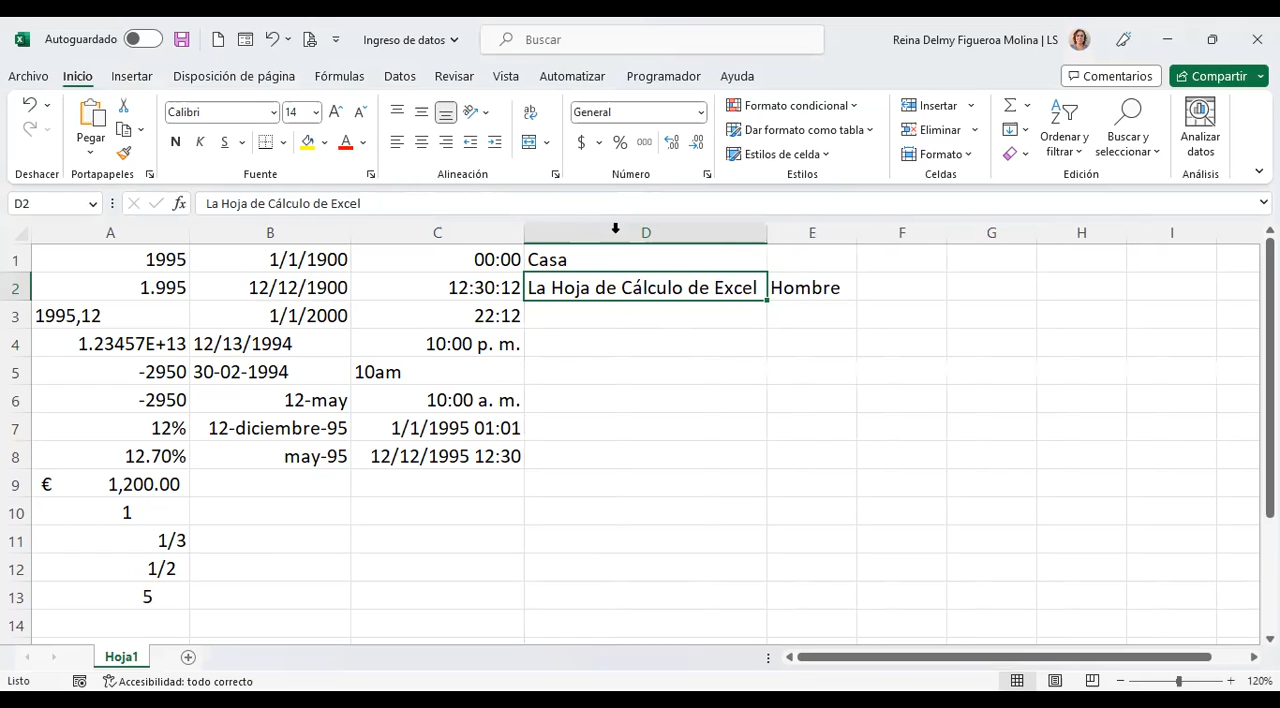 Autoguardado Ingreso de datos Buscar Reina Delmy Figueroa Molina | LS
Archivo Inicio Insertar Disposición de página Fórmulas Datos Revisar Vista Automatizar Programador Ayuda Comentarios Compartir
Pegar Calibri 14 General Formato condicional Insertar
Dar formato como tabla Eliminar Ordenar y filtrar Buscar y seleccionar Analizar datos
N K S $ % 000 Estilos de celda Formato
Deshacer Portapapeles Fuente Alineación Número Estilos Celdas Edición Análisis
D2 fx La Hoja de Cálculo de Excel
A B C D E F G H I
1 1995 1/1/1900 00:00 Casa
2 1.995 12/12/1900 12:30:12 La Hoja de Cálculo de Excel Hombre
3 1995,12 1/1/2000 22:12
4 1.23457E+13 12/13/1994 10:00 p. m.
5 -2950 30-02-1994 10am
6 -2950 12-may 10:00 a. m.
7 12% 12-diciembre-95 1/1/1995 01:01
8 12.70% may-95 12/12/1995 12:30
9 € 1,200.00
10 1
11 1/3
12 1/2
13 5
14
Hoja1
Listo Accesibilidad: todo correcto 120%